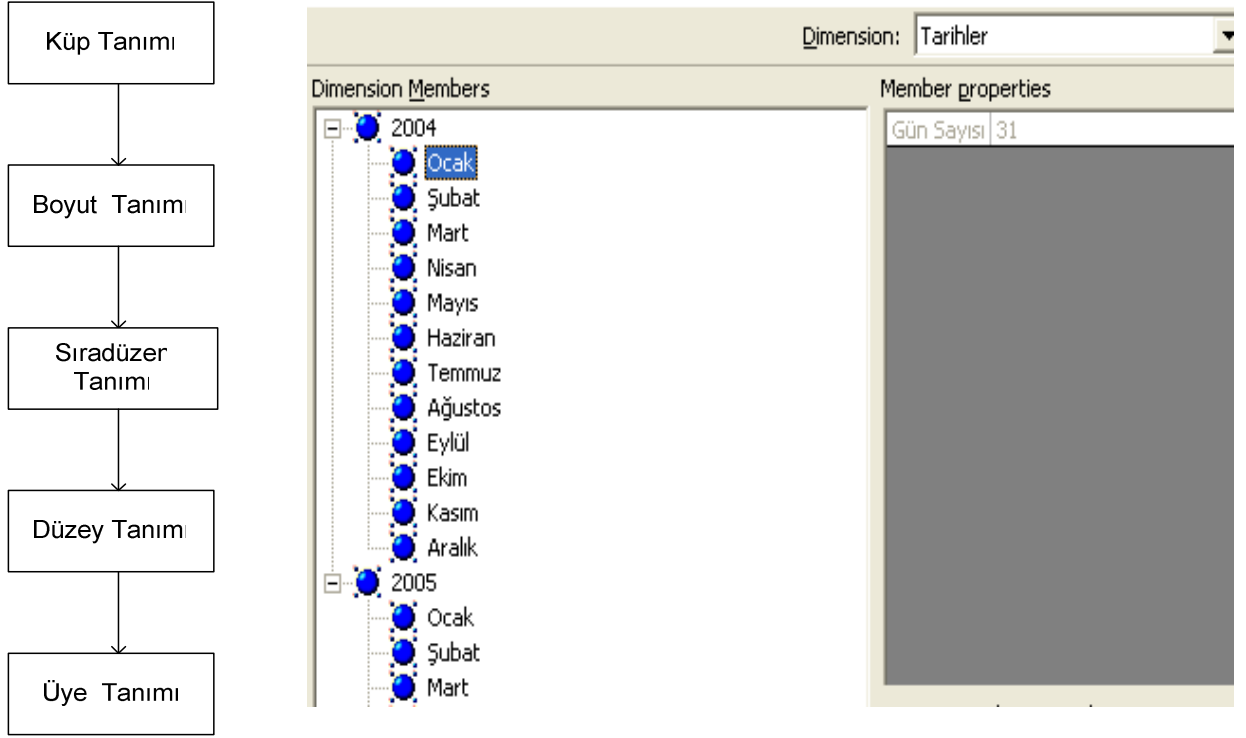 Küp Tanımı
Boyut Tanımı
Sıradüzen
Tanımı
Düzey Tanımı
Üye Tanımı
Dimension: Tarihler
Dimension Members
Member properties
2004
Ocak
Şubat
Mart
Nisan
Mayıs
Haziran
Temmuz
Ağustos
Eylül
Ekim
Kasım
Aralık
2005
Ocak
Şubat
Mart
Gün Sayısı 31